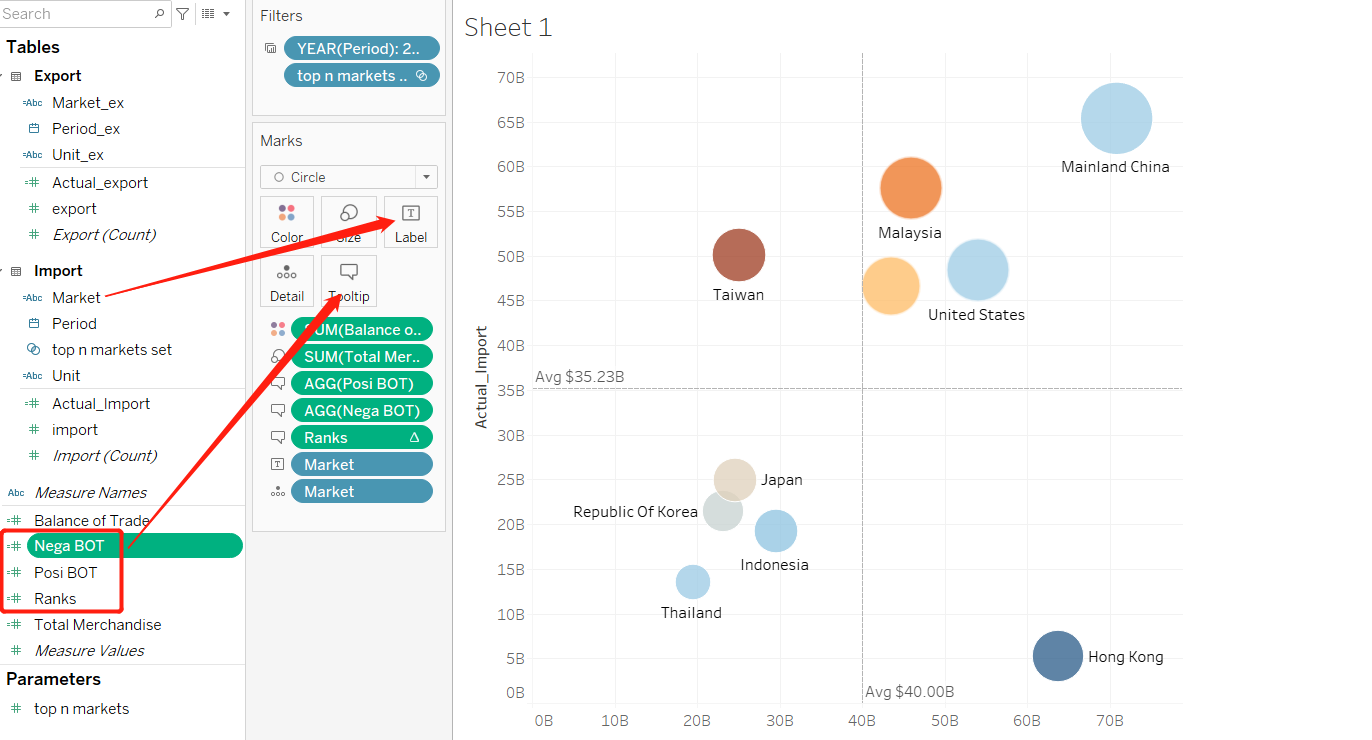 Search
Tables
Export
Abc Market_ex
Period_ex
Abc Unit_ex
Actual_export
export
Export (Count)
Import
Abc Market
Period
top n markets set
Abc Unit
Actual_Import
import
Import (Count)
Abc Measure Names
Balance of Trade
Nega BOT
Posi BOT
Ranks
Total Merchandise
Measure Values
Parameters
top n markets
Filters
YEAR(Period): 2..
top n markets ..
Marks
Circle
Color
Size
Label
Detail
Tooltip
SUM(Balance o..
SUM(Total Mer..
AGG(Posi BOT)
AGG(Nega BOT)
Ranks
Market
Market
Sheet 1
Actual_Import
70B
65B
60B
55B
50B
45B
40B
35B
30B
25B
20B
15B
10B
5B
0B
Mainland China
Malaysia
Taiwan
United States
Avg $35.23B
Japan
Republic Of Korea
Indonesia
Thailand
Hong Kong
Avg $40.00B
0B
10B
20B
30B
40B
50B
60B
70B